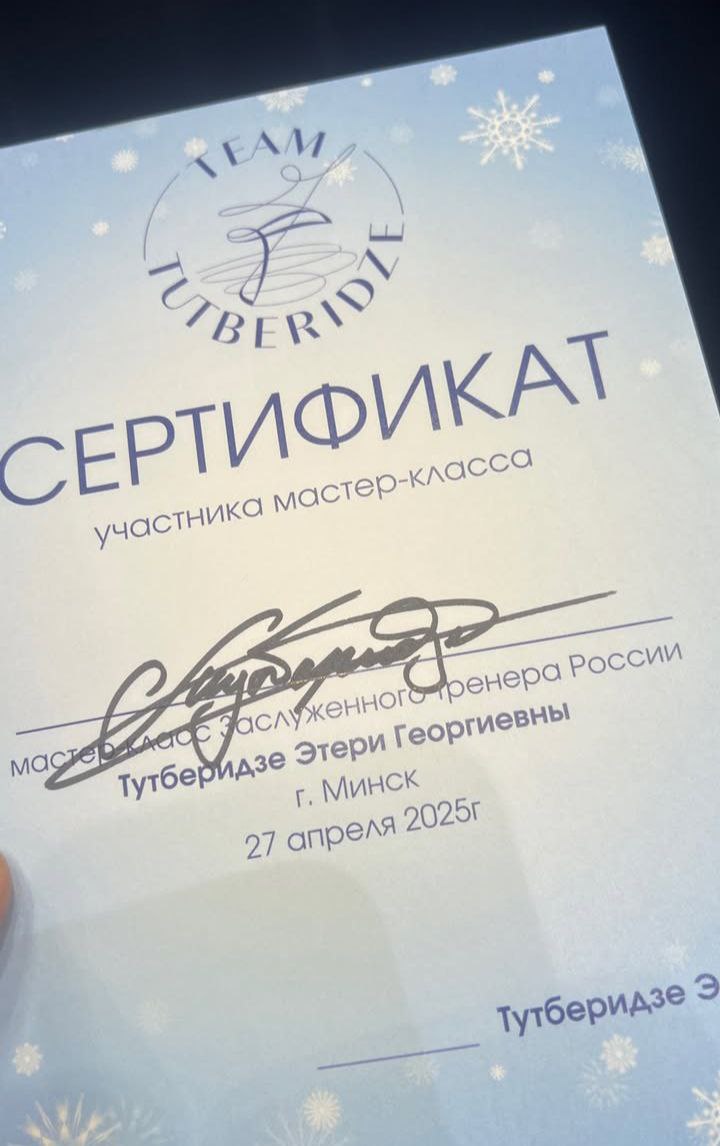 TEAM
TUTBERIDZE
СЕРТИФИКАТ
участника мастер-класса
мастер-класс Заслуженного тренера России
Тутберидзе Этери Георгиевны
г. Минск
27 апреля 2025г
Тутберидзе Э